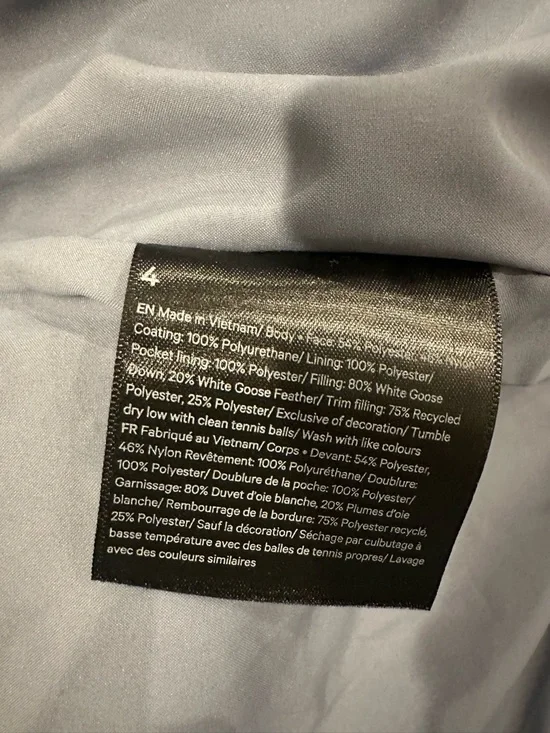 4
EN Made in Vietnam/ Body • Face: 54% Polyester, 46% Nylon
Coating: 100% Polyurethane/ Lining: 100% Polyester/
Pocket lining: 100% Polyester/ Filling: 80% White Goose
Down, 20% White Goose Feather/ Trim filling: 75% Recycled
Polyester, 25% Polyester/ Exclusive of decoration/ Tumble
dry low with clean tennis balls/ Wash with like colours
FR Fabriqué au Vietnam/ Corps • Devant: 54% Polyester,
46% Nylon Revêtement: 100% Polyuréthane/ Doublure:
100% Polyester/ Doublure de la poche: 100% Polyester/
Garnissage: 80% Duvet d'oie blanche, 20% Plumes d'oie
blanche/ Rembourrage de la bordure: 75% Polyester recyclé,
25% Polyester/ Sauf la décoration/ Séchage par culbutage à
basse température avec des balles de tennis propres/ Lavage
avec des couleurs similaires